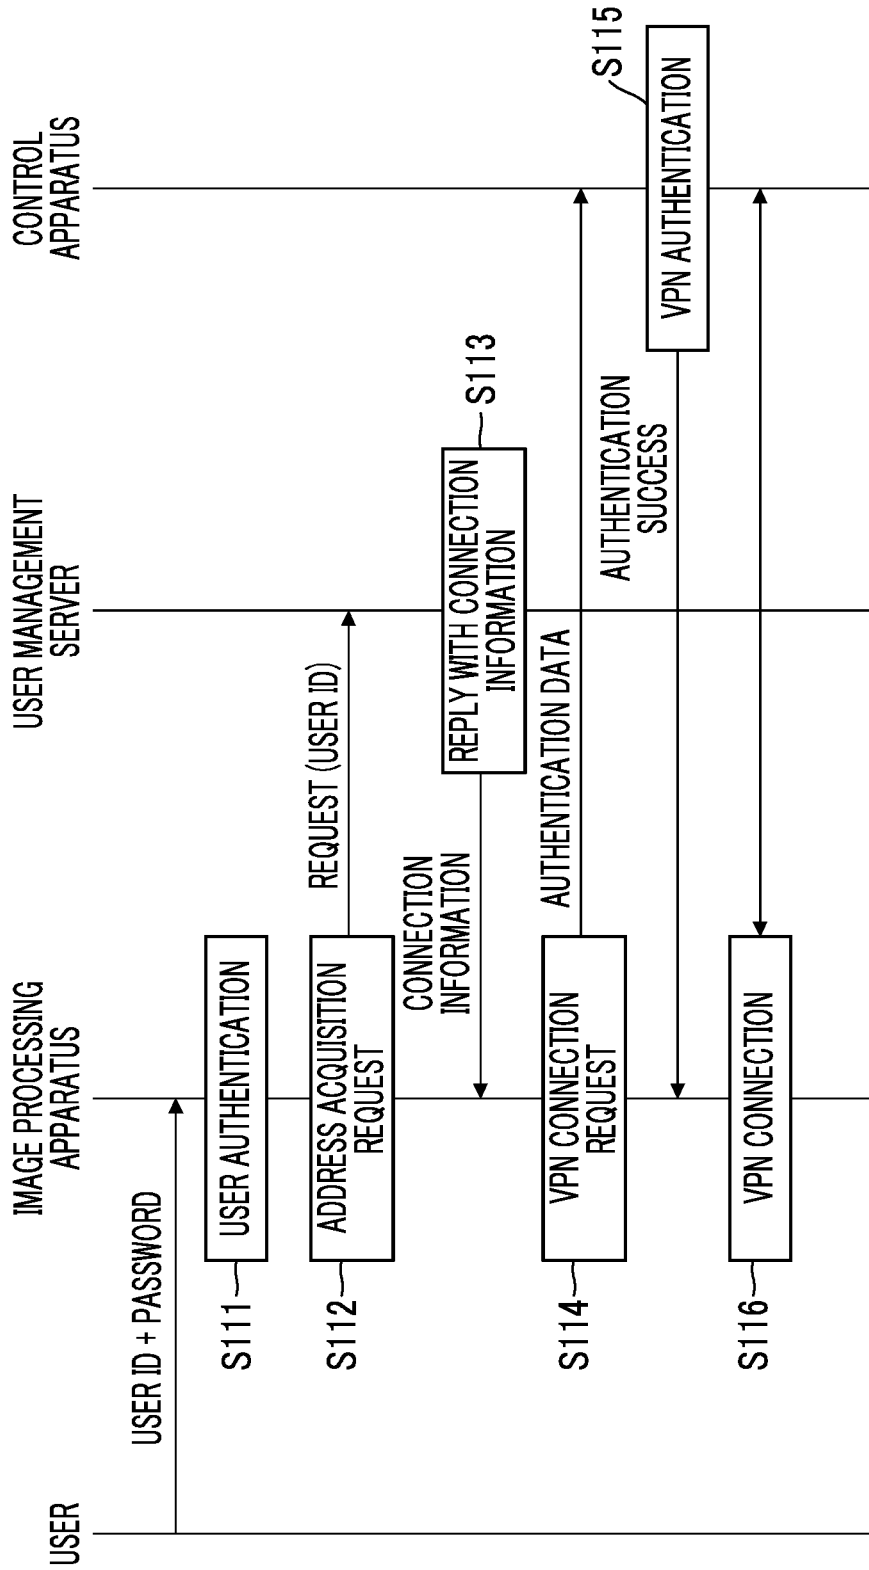 USER
IMAGE PROCESSING
APPARATUS
USER MANAGEMENT
SERVER
CONTROL
APPARATUS
USER ID + PASSWORD
S111
USER AUTHENTICATION
S112
ADDRESS ACQUISITION
REQUEST
REQUEST (USER ID)
CONNECTION
INFORMATION
REPLY WITH CONNECTION
INFORMATION
S113
S114
VPN CONNECTION
REQUEST
AUTHENTICATION DATA
AUTHENTICATION
SUCCESS
S115
VPN AUTHENTICATION
S116
VPN CONNECTION